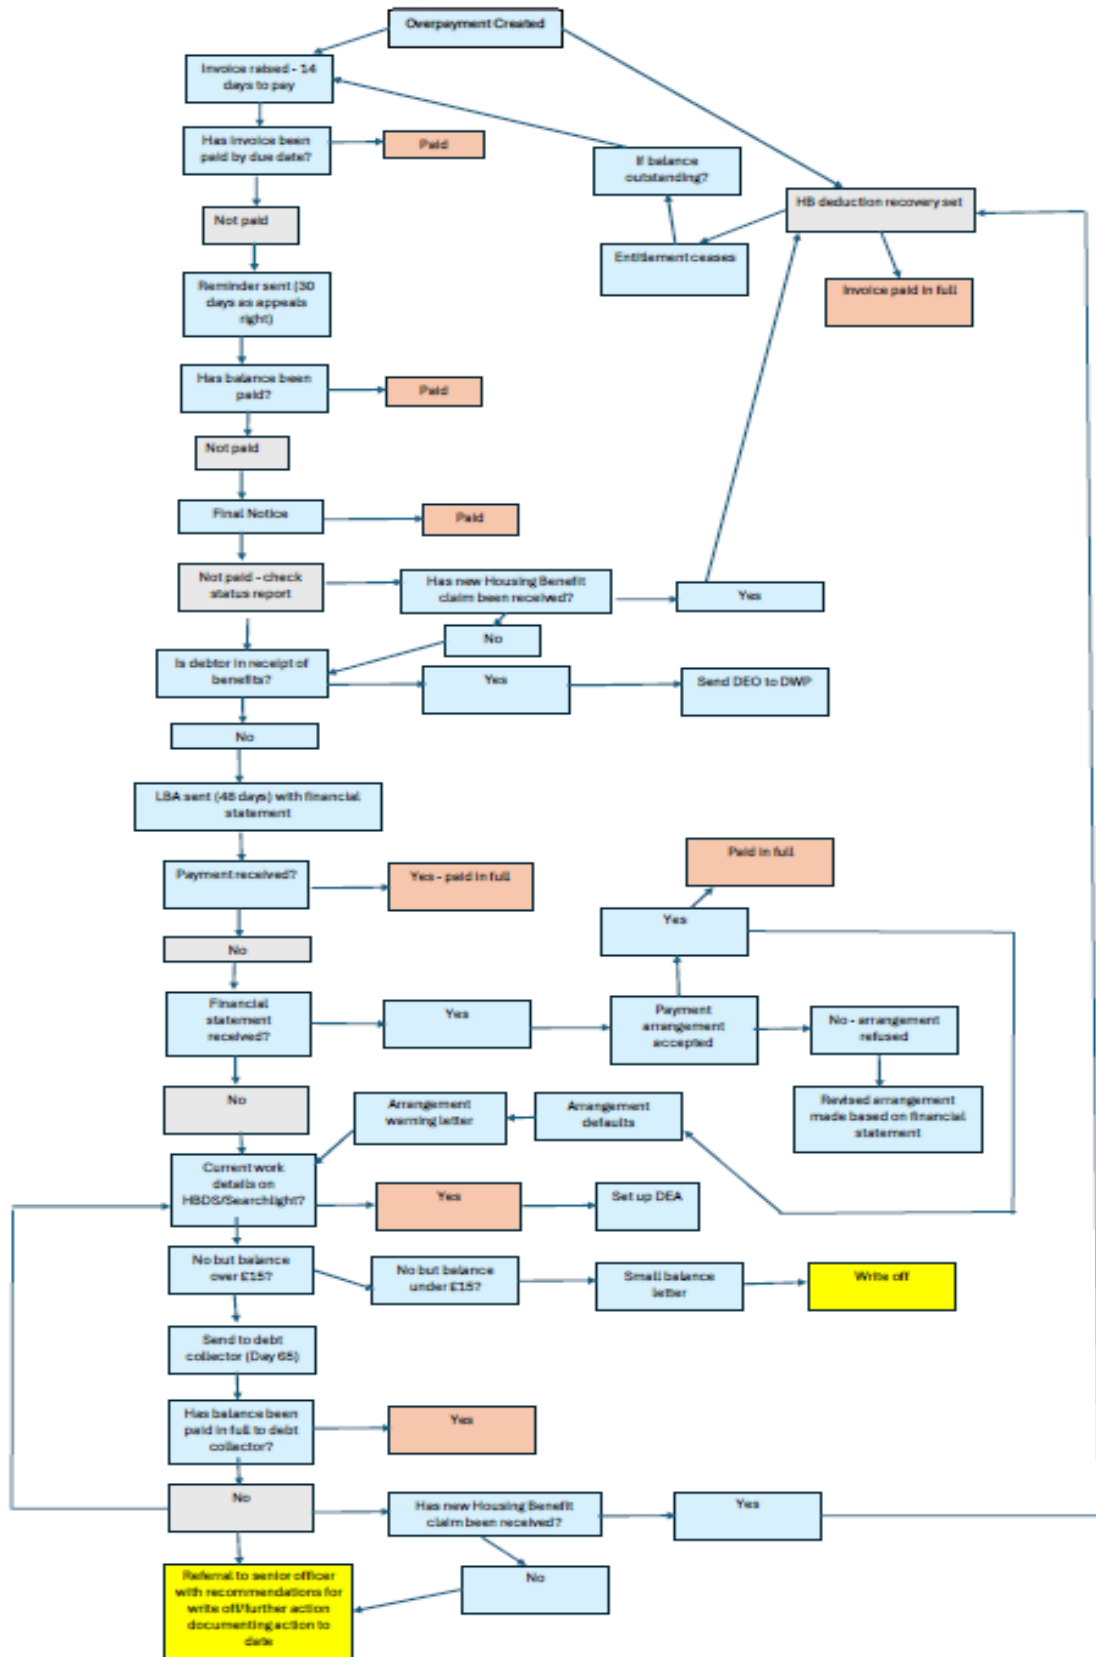 Overpayment Created
Invoice raised - 14
days to pay
Has invoice been
paid by due date?
Paid
If balance
outstanding?
HB deduction recovery set
Not paid
Entitlement ceases
Invoice paid in full
Reminder sent (30
days as appeals
right)
Has balance been
paid?
Paid
Not paid
Final Notice
Paid
Not paid - check
status report
Has new Housing Benefit
claim been received?
Yes
No
Is debtor in receipt of
benefits?
Yes
Send DEO to DWP
No
LBA sent (48 days) with financial
statement
Paid in full
Payment received?
Yes - paid in full
Yes
No
Financial
statement
received?
Yes
Payment
arrangement
accepted
No - arrangement
refused
No
Arrangement
warning letter
Arrangement
defaults
Revised arrangement
made based on financial
statement
Current work
details on
HBDS/Searchlight?
Yes
Set up DEA
No but balance
over £15?
No but balance
under £15?
Small balance
letter
Write off
Send to debt
collector (Day 65)
Has balance been
paid in full to debt
collector?
Yes
No
Has new Housing Benefit
claim been received?
Yes
Referral to senior officer
with recommendations for
write off/further action
documenting action to
date
No